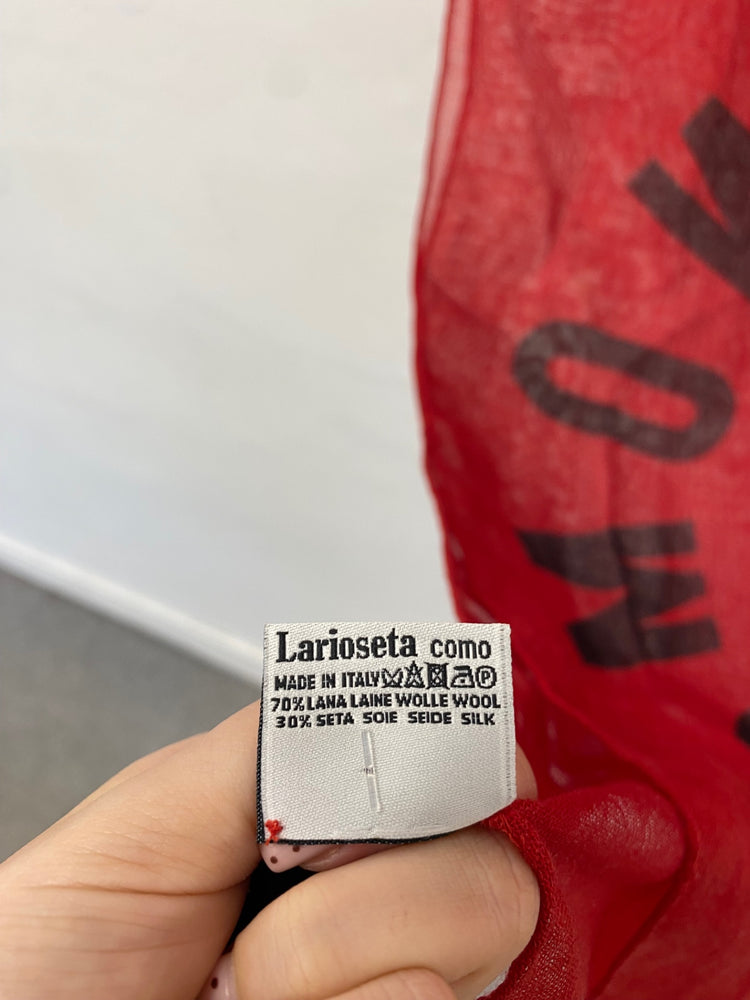 Larioseta como
MADE IN ITALY
70% LANA LAINE WOLLE WOOL
30% SETA SOIE SEIDE SILK